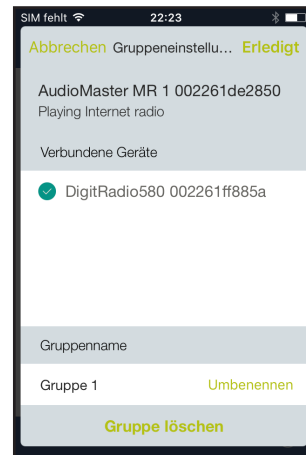 SIM fehlt 22:23
Abbrechen Gruppeneinstellu... Erledigt
AudioMaster MR 1 002261de2850
Playing Internet radio
Verbundene Geräte
DigitRadio580 002261ff885a
Gruppenname
Gruppe 1 Umbenennen
Gruppe löschen